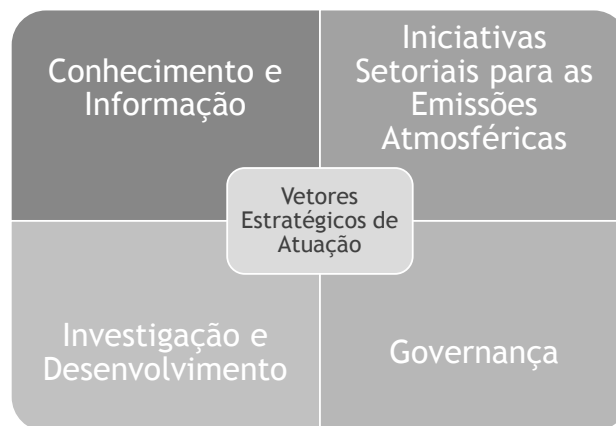 Conhecimento e
Informação
Iniciativas
Setoriais para as
Emissões
Atmosféricas
Vetores
Estratégicos de
Atuação
Investigação e
Desenvolvimento
Governança